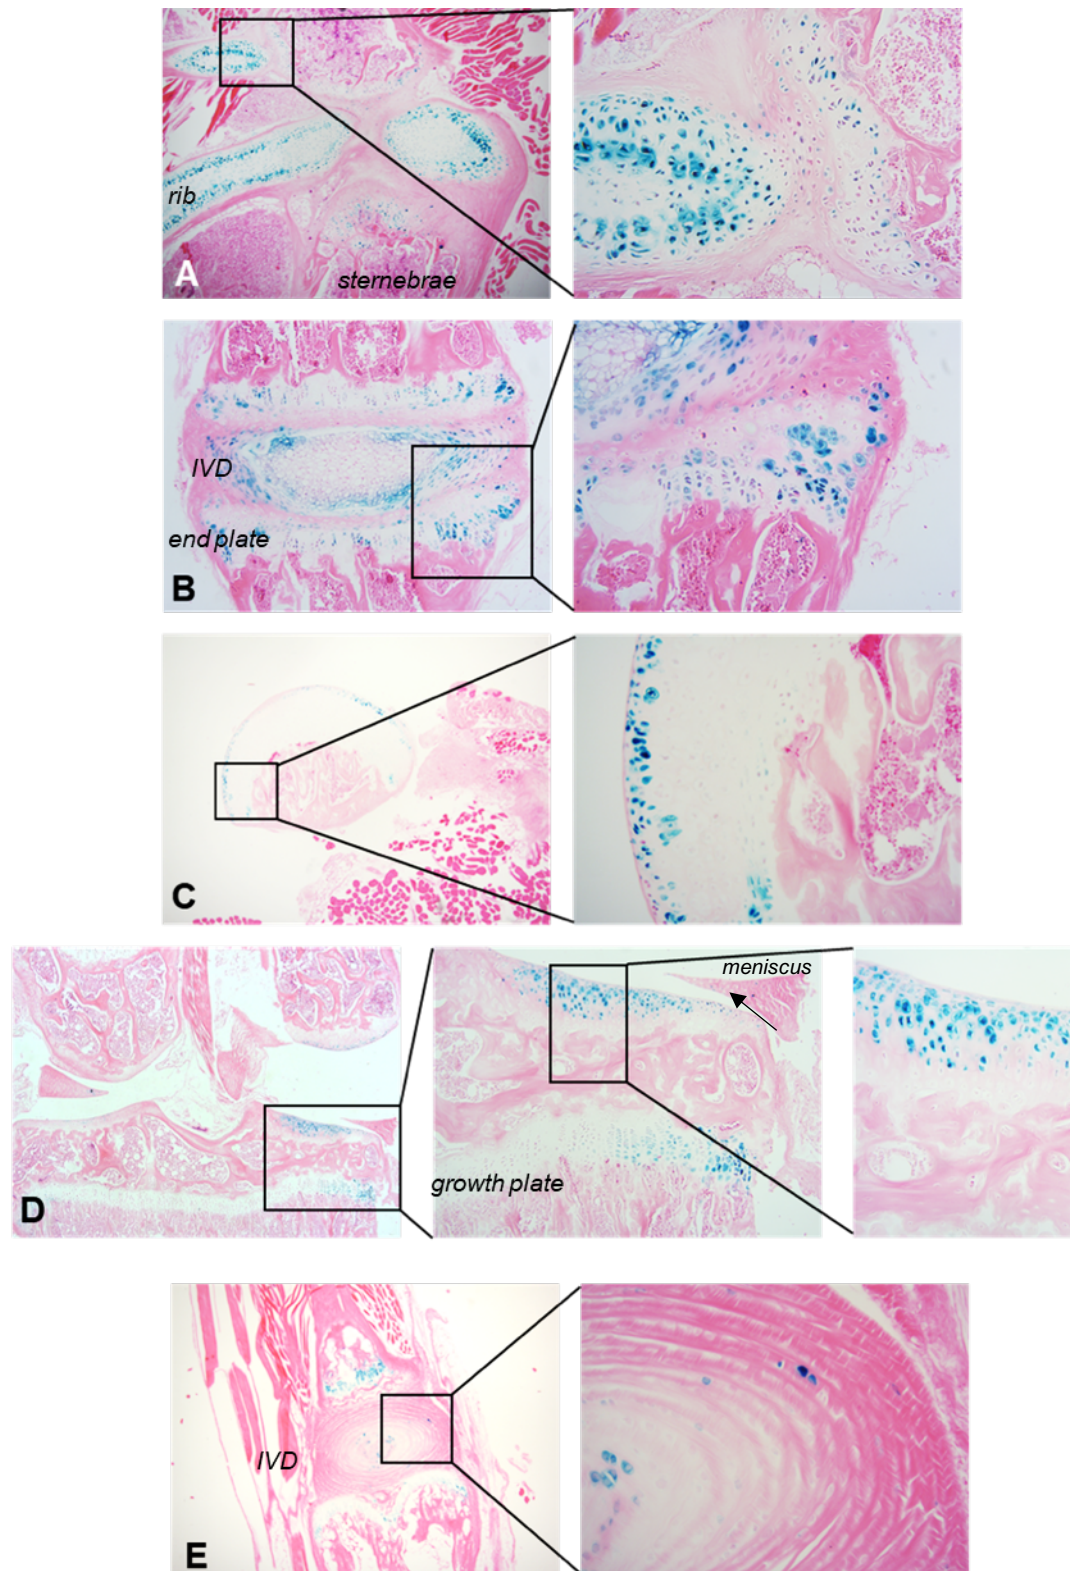 rib
sternebrae
A
IVD
end plate
B
C
meniscus
growth plate
D
IVD
E